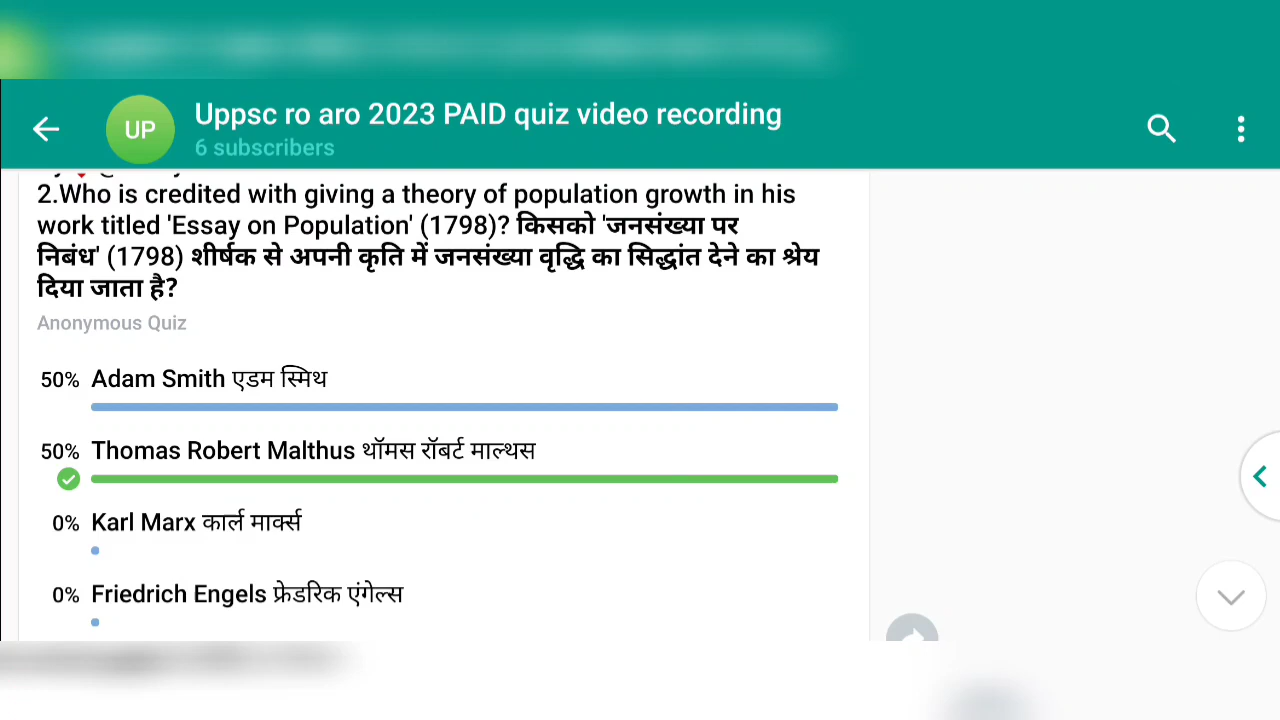 UP
Uppsc ro aro 2023 PAID quiz video recording
6 subscribers
2.Who is credited with giving a theory of population growth in his
work titled 'Essay on Population' (1798)? किसको 'जनसंख्या पर
निबंध' (1798) शीर्षक से अपनी कृति में जनसंख्या वृद्धि का सिद्धांत देने का श्रेय
दिया जाता है?
Anonymous Quiz
50% Adam Smith एडम स्मिथ
50% Thomas Robert Malthus थॉमस रॉबर्ट माल्थस
0% Karl Marx कार्ल मार्क्स
0% Friedrich Engels फ्रेडरिक एंगेल्स